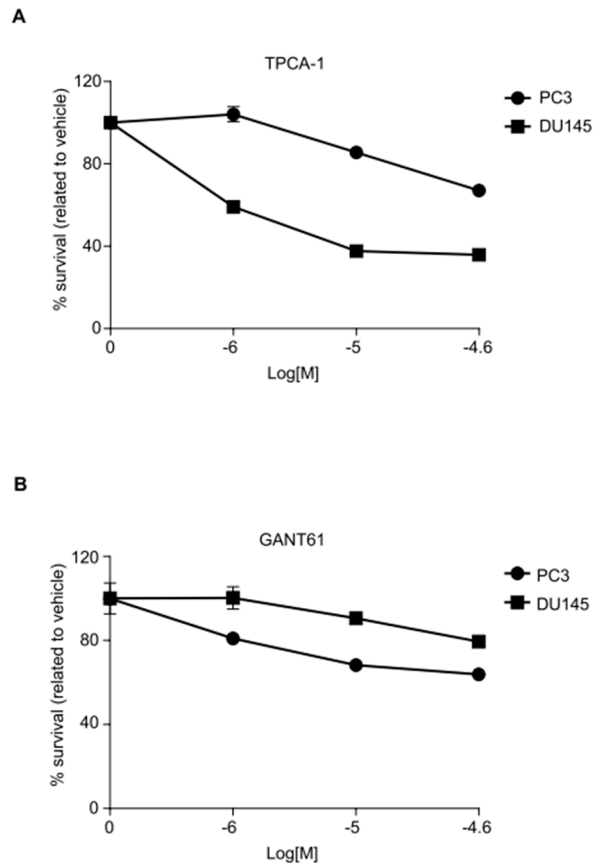 A
TPCA-1
% survival (related to vehicle)
120
80
40
0
0 -6 -5 -4.6
Log[M]
PC3
DU145
B
GANT61
% survival (related to vehicle)
120
80
40
0
0 -6 -5 -4.6
Log[M]
PC3
DU145